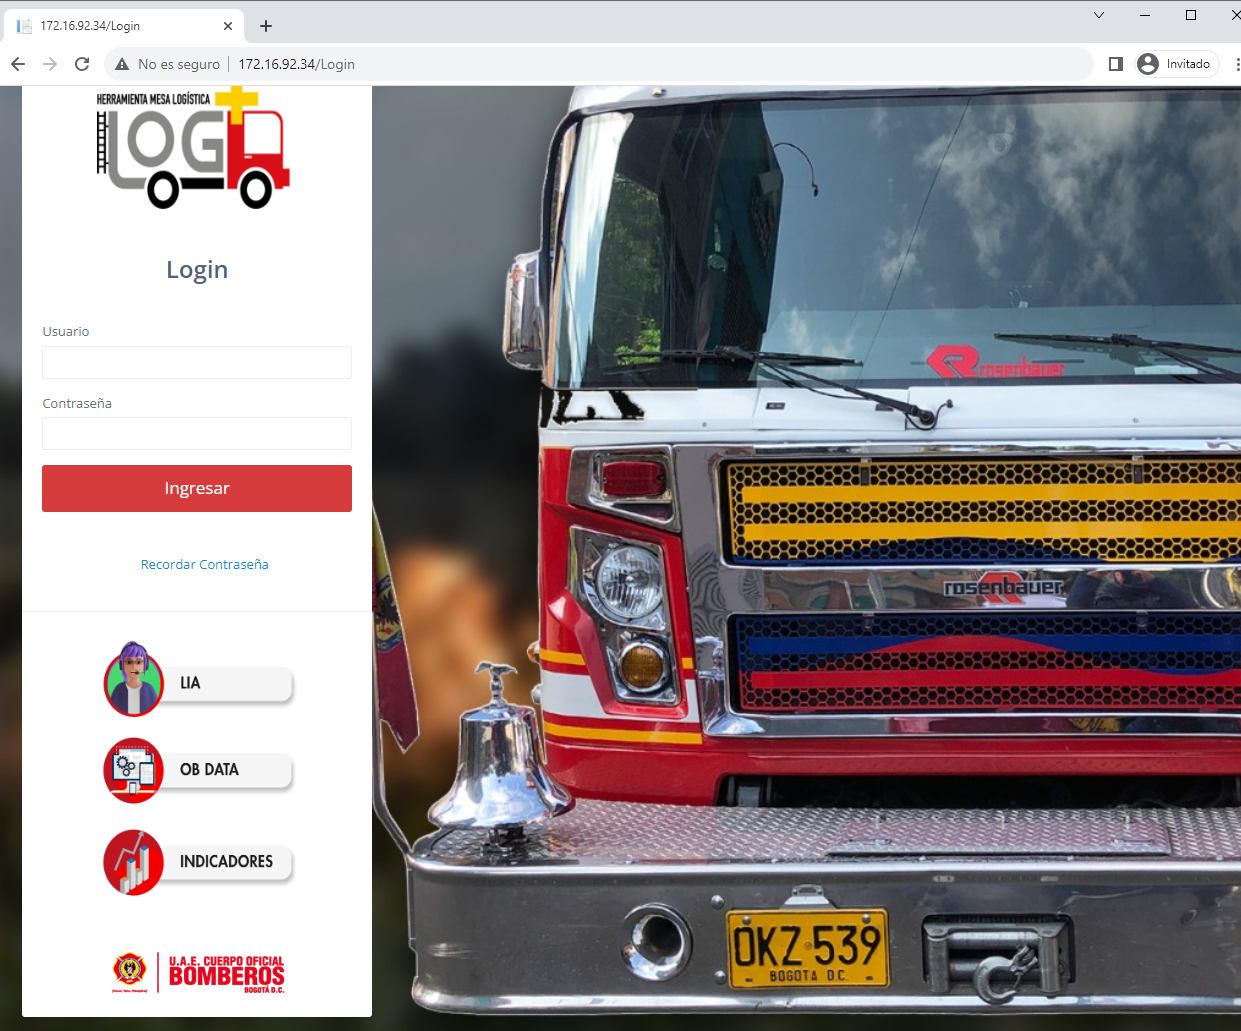 172.16.92.34/Login
No es seguro
172.16.92.34/Login
Invitado
HERRAMIENTA MESA LOGÍSTICA
LOG
Login
Usuario
Contraseña
Ingresar
Recordar Contraseña
LIA
OB DATA
INDICADORES
U.A.E. CUERPO OFICIAL
BOMBEROS
BOGOTÁ D.C.
rosenbauer
rosenbauer
OKZ 539
BOGOTA D.C.